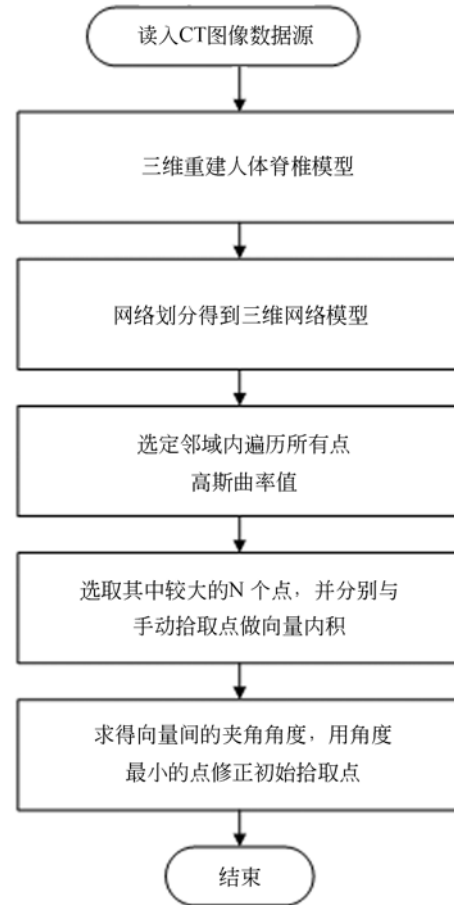 读入CT图像数据源
三维重建人体脊椎模型
网络划分得到三维网络模型
选定邻域内遍历所有点
高斯曲率值
选取其中较大的N 个点，并分别与
手动拾取点做向量内积
求得向量间的夹角角度，用角度
最小的点修正初始拾取点
结束